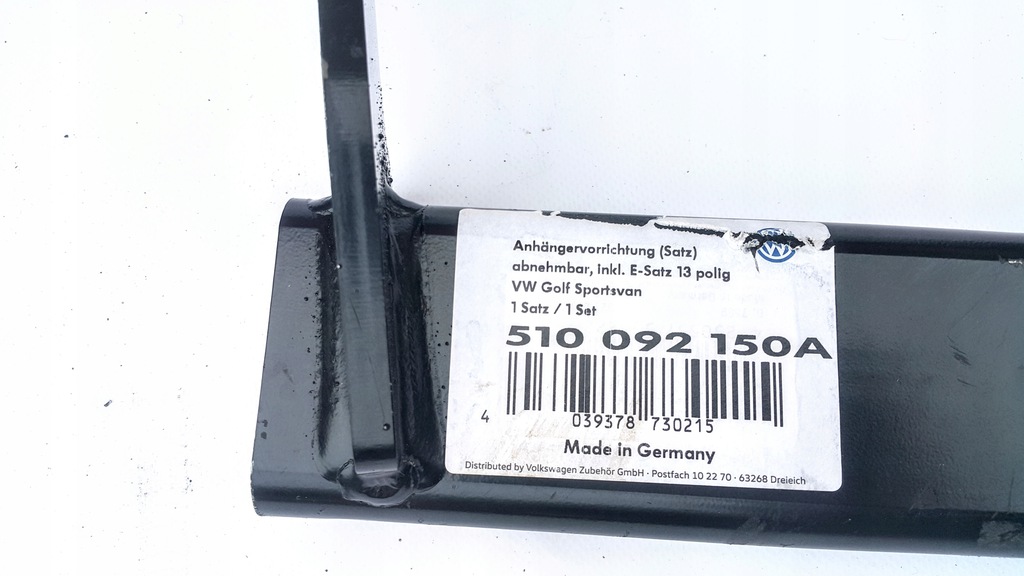 Anhängervorrichtung (Satz)
abnehmbar, inkl. E-Satz 13 polig
VW Golf Sportsvan
1 Satz / 1 Set
510 092 150A
4 039378 730215
Made in Germany
Distributed by Volkswagen Zubehör GmbH · Postfach 10 22 70 · 63268 Dreieich